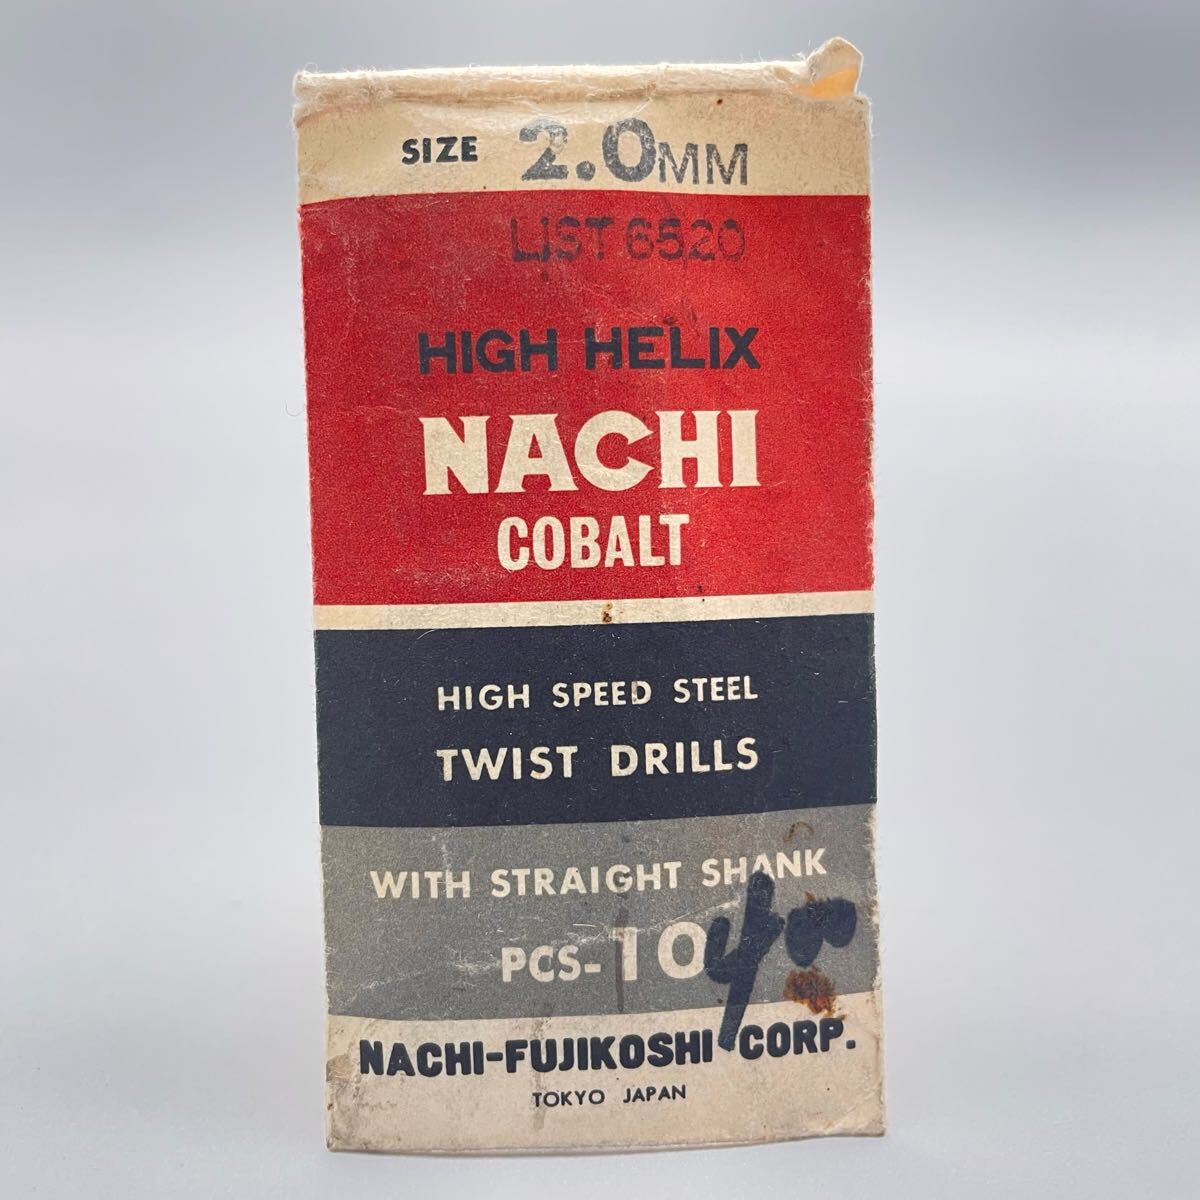 SIZE 2.0MM
LIST 6520
HIGH HELIX
NACHI
COBALT
HIGH SPEED STEEL
TWIST DRILLS
WITH STRAIGHT SHANK
PCS-10
400
NACHI-FUJIKOSHI CORP.
TOKYO JAPAN